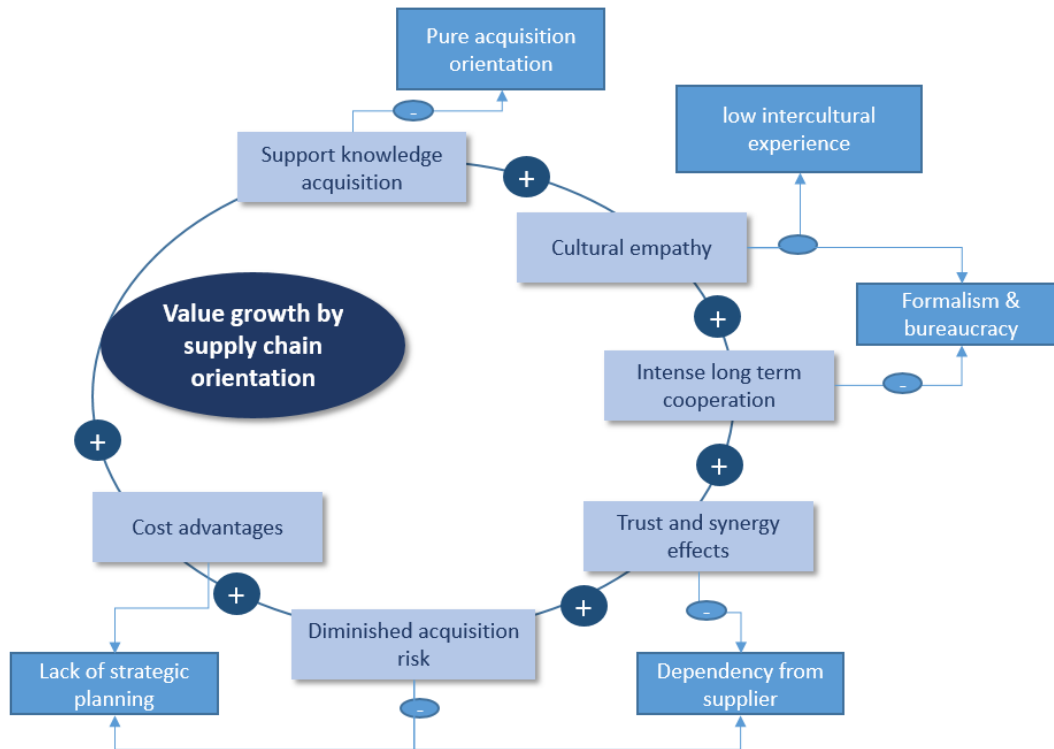 Pure acquisition
orientation
-
low intercultural
experience
Support knowledge
acquisition
+
Cultural empathy
Value growth by
supply chain
orientation
Formalism &
bureaucracy
+
Intense long term
cooperation
-
+
+
Cost advantages
Trust and synergy
effects
+
+
-
Diminished acquisition
risk
Lack of strategic
planning
Dependency from
supplier
-